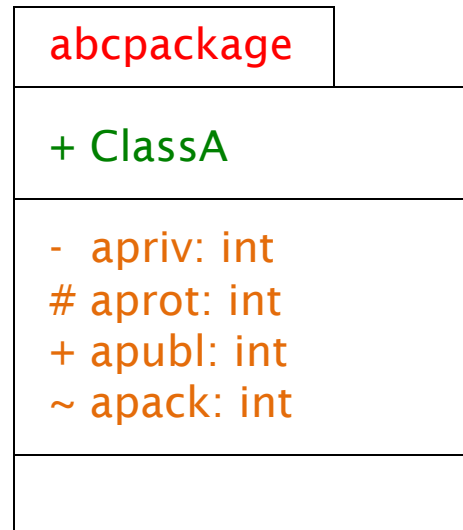 abcpackage
+ ClassA
- apriv: int
# aprot: int
+ apubl: int
~ apack: int